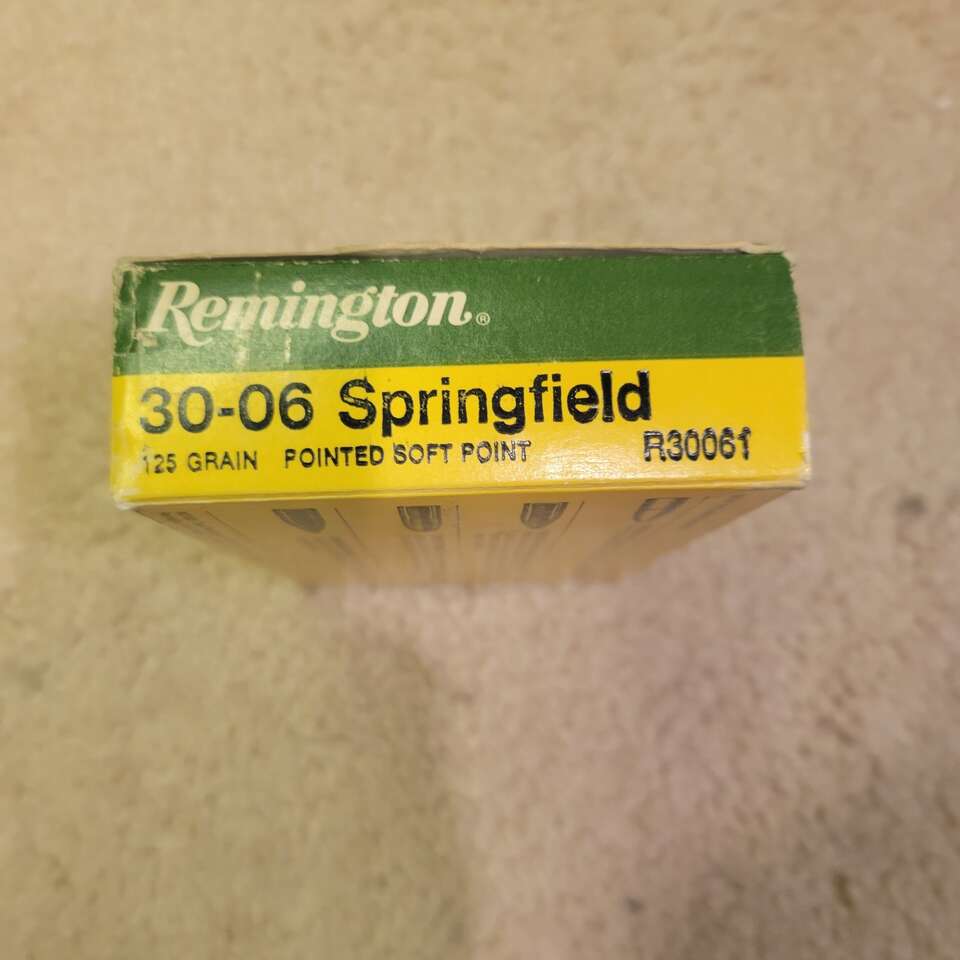 Remington®
30-06 Springfield
125 GRAIN POINTED SOFT POINT R30061